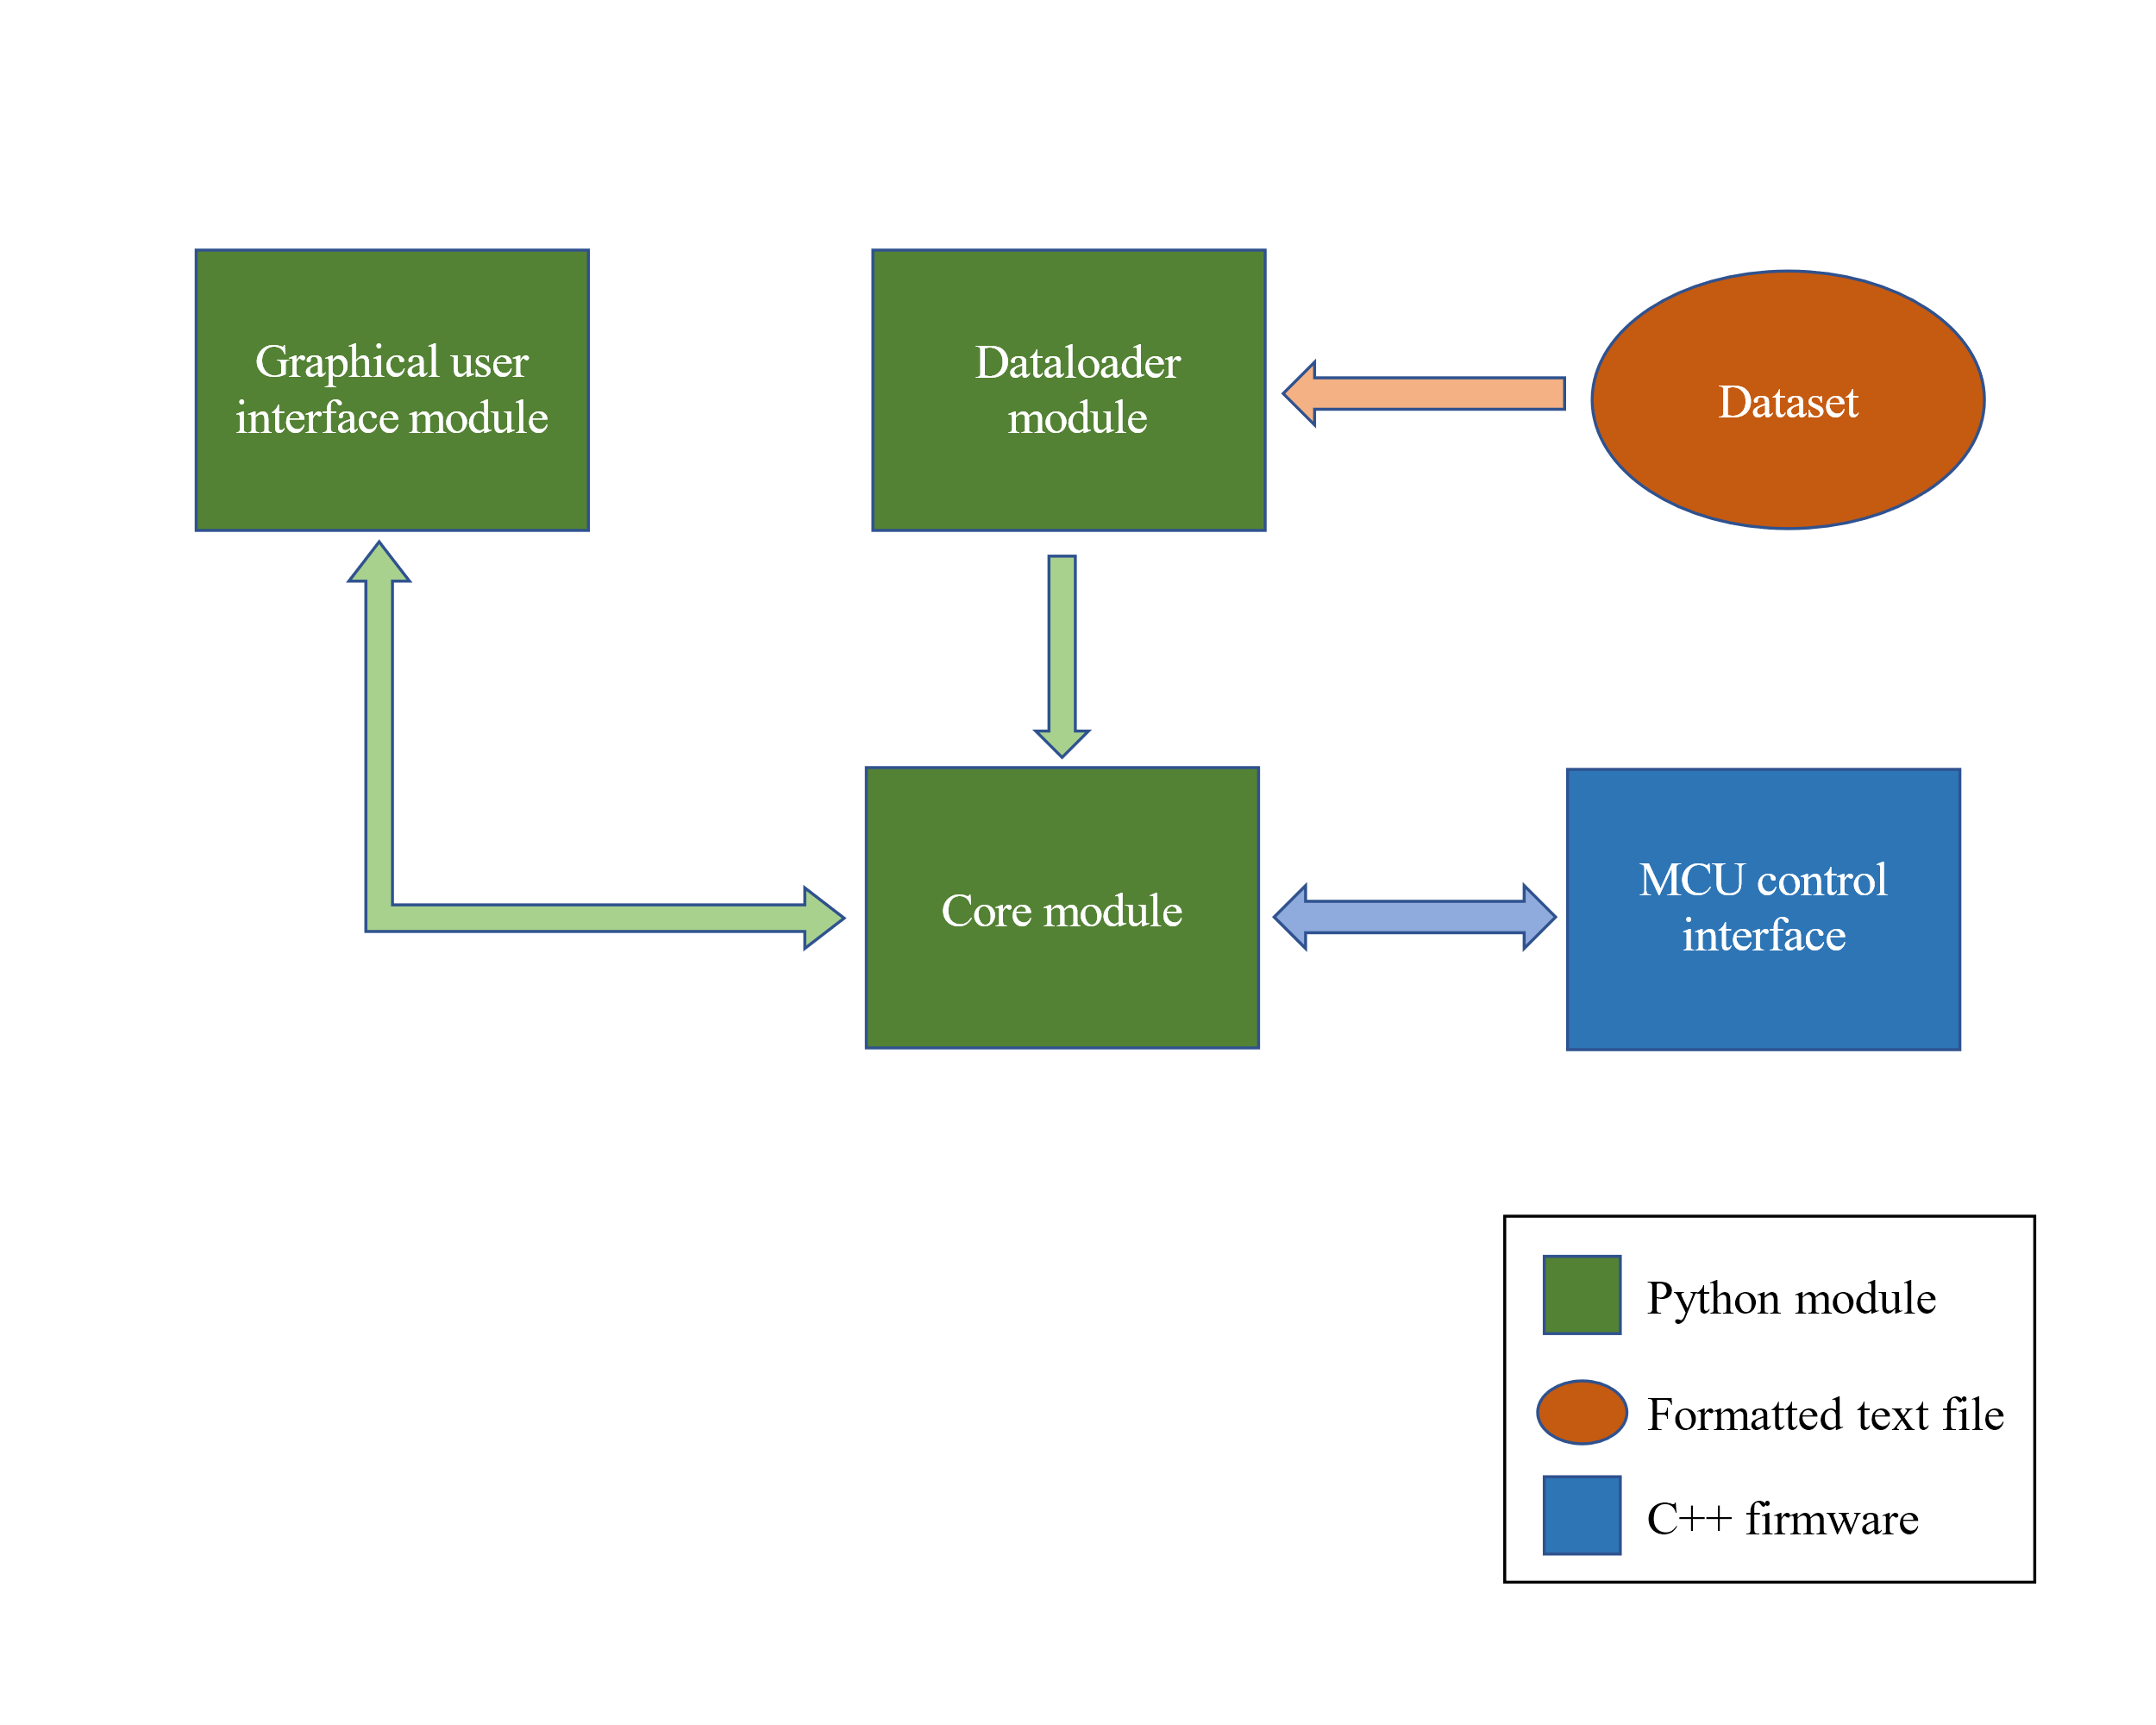 Graphical user
interface module
Dataloader
module
Dataset
Core module
MCU control
interface
Python module
Formatted text file
C++ firmware